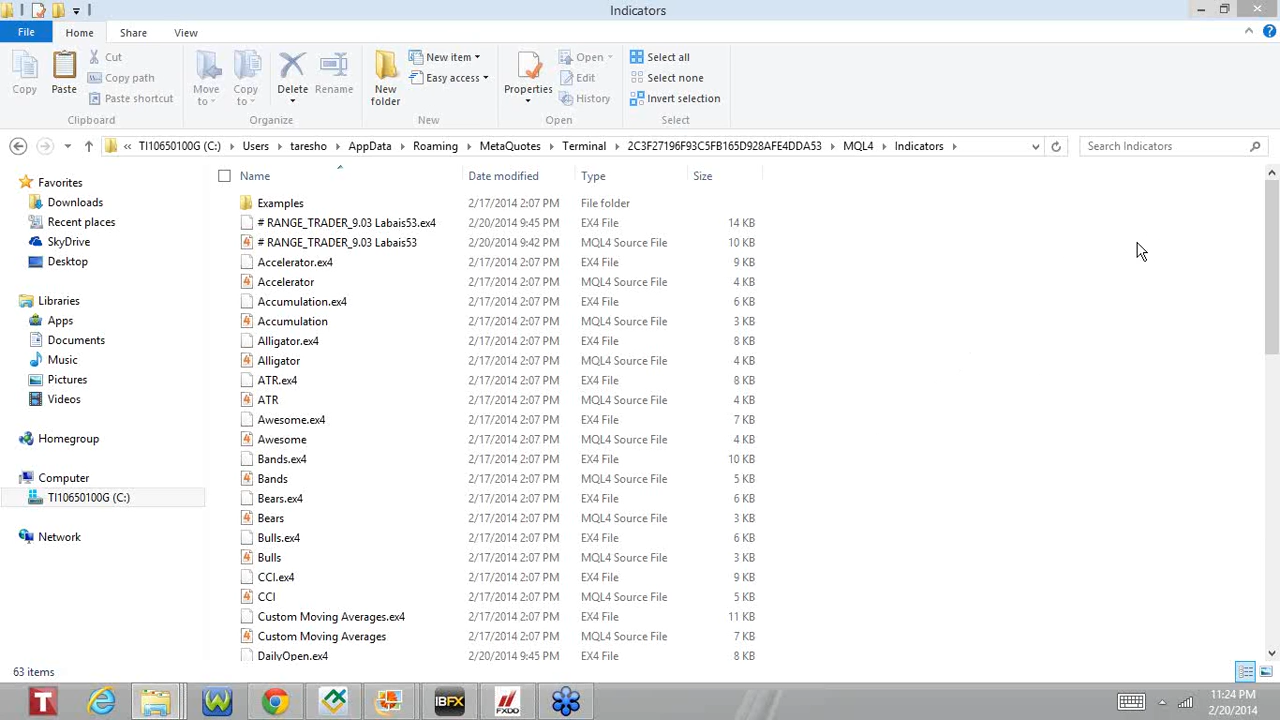 Indicators
File Home Share View
Copy
Paste
Cut
Copy path
Paste shortcut
Clipboard
Move to
Copy to
Delete
Rename
Organize
New folder
New item
Easy access
New
Properties
Open
Edit
History
Open
Select all
Select none
Invert selection
Select
« TI10650100G (C:) Users taresho AppData Roaming MetaQuotes Terminal 2C3F27196F93C5FB165D928AFE4DDA53 MQL4 Indicators
Search Indicators
Favorites
Downloads
Recent places
SkyDrive
Desktop
Libraries
Apps
Documents
Music
Pictures
Videos
Homegroup
Computer
TI10650100G (C:)
Network
Name Date modified Type Size
Examples 2/17/2014 2:07 PM File folder
# RANGE_TRADER_9.03 Labais53.ex4 2/20/2014 9:45 PM EX4 File 14 KB
# RANGE_TRADER_9.03 Labais53 2/20/2014 9:42 PM MQL4 Source File 10 KB
Accelerator.ex4 2/17/2014 2:07 PM EX4 File 9 KB
Accelerator 2/17/2014 2:07 PM MQL4 Source File 4 KB
Accumulation.ex4 2/17/2014 2:07 PM EX4 File 6 KB
Accumulation 2/17/2014 2:07 PM MQL4 Source File 3 KB
Alligator.ex4 2/17/2014 2:07 PM EX4 File 8 KB
Alligator 2/17/2014 2:07 PM MQL4 Source File 4 KB
ATR.ex4 2/17/2014 2:07 PM EX4 File 8 KB
ATR 2/17/2014 2:07 PM MQL4 Source File 4 KB
Awesome.ex4 2/17/2014 2:07 PM EX4 File 7 KB
Awesome 2/17/2014 2:07 PM MQL4 Source File 4 KB
Bands.ex4 2/17/2014 2:07 PM EX4 File 10 KB
Bands 2/17/2014 2:07 PM MQL4 Source File 5 KB
Bears.ex4 2/17/2014 2:07 PM EX4 File 6 KB
Bears 2/17/2014 2:07 PM MQL4 Source File 3 KB
Bulls.ex4 2/17/2014 2:07 PM EX4 File 6 KB
Bulls 2/17/2014 2:07 PM MQL4 Source File 3 KB
CCI.ex4 2/17/2014 2:07 PM EX4 File 9 KB
CCI 2/17/2014 2:07 PM MQL4 Source File 5 KB
Custom Moving Averages.ex4 2/17/2014 2:07 PM EX4 File 11 KB
Custom Moving Averages 2/17/2014 2:07 PM MQL4 Source File 7 KB
DailyOpen.ex4 2/20/2014 9:45 PM EX4 File 8 KB
63 items
T
W
IBFX
FXDD
11:24 PM
2/20/2014